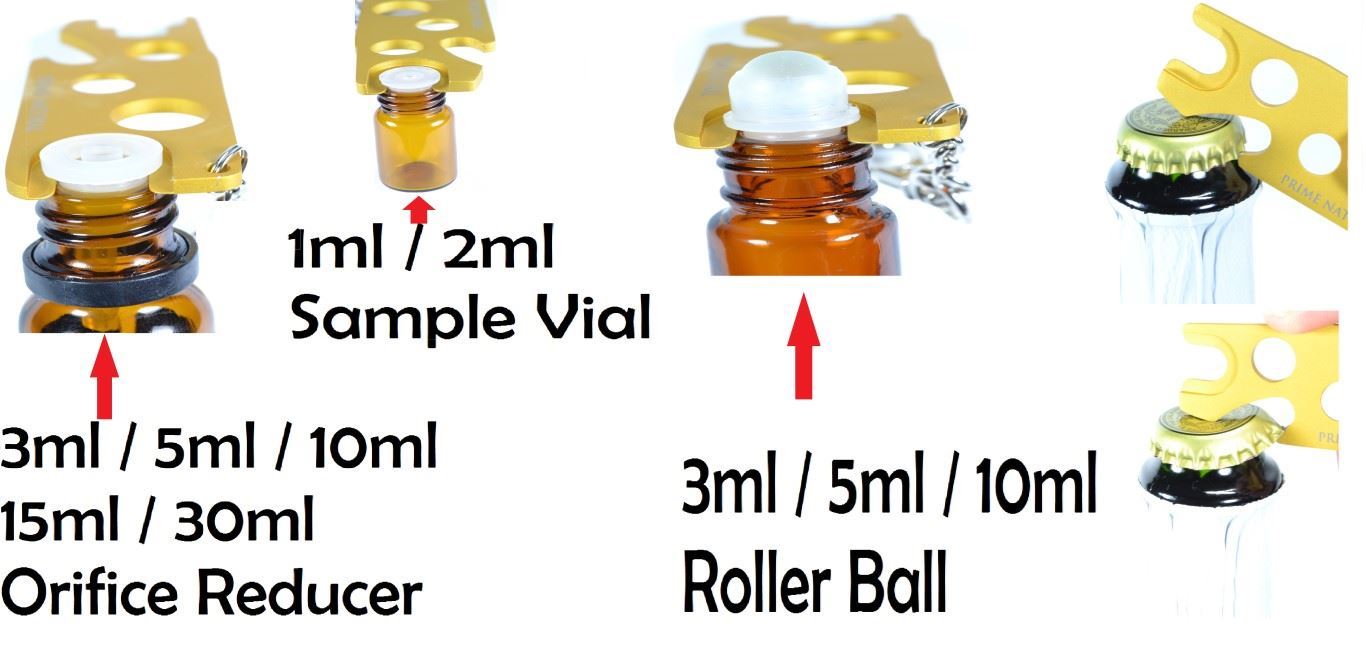 1ml / 2ml
Sample Vial
3ml / 5ml / 10ml
15ml / 30ml
Orifice Reducer
3ml / 5ml / 10ml
Roller Ball
PRIME NAT
PRI